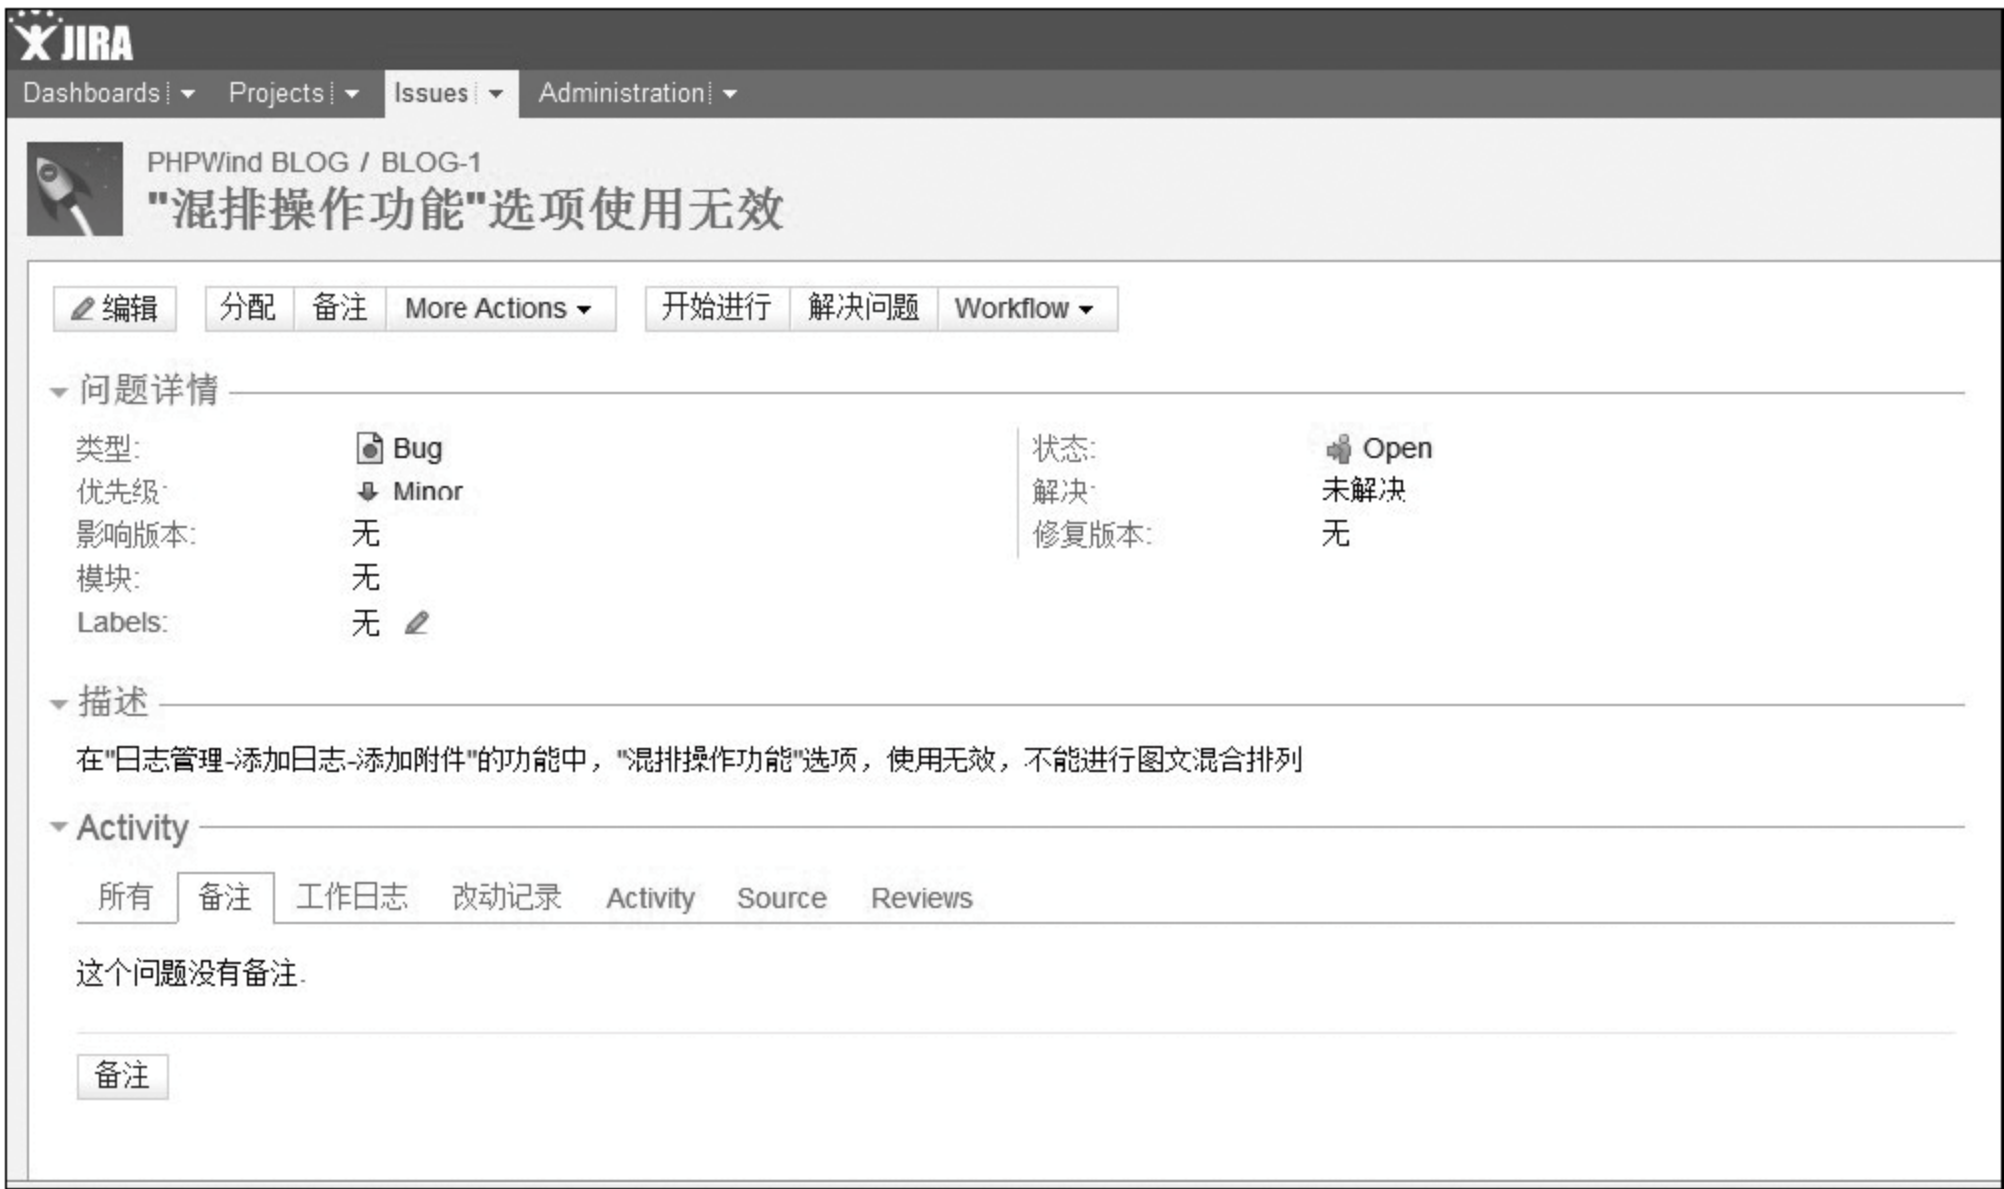 JIRA
Dashboards Projects Issues Administration
PHPWind BLOG / BLOG-1
"混排操作功能"选项使用无效
编辑 分配 备注 More Actions 开始进行 解决问题 Workflow
问题详情
类型: Bug 状态: Open
优先级: Minor 解决: 未解决
影响版本: 无 修复版本: 无
模块: 无
Labels: 无
描述
在"日志管理-添加日志-添加附件"的功能中，"混排操作功能"选项，使用无效，不能进行图文混合排列
Activity
所有 备注 工作日志 改动记录 Activity Source Reviews
这个问题没有备注.
备注